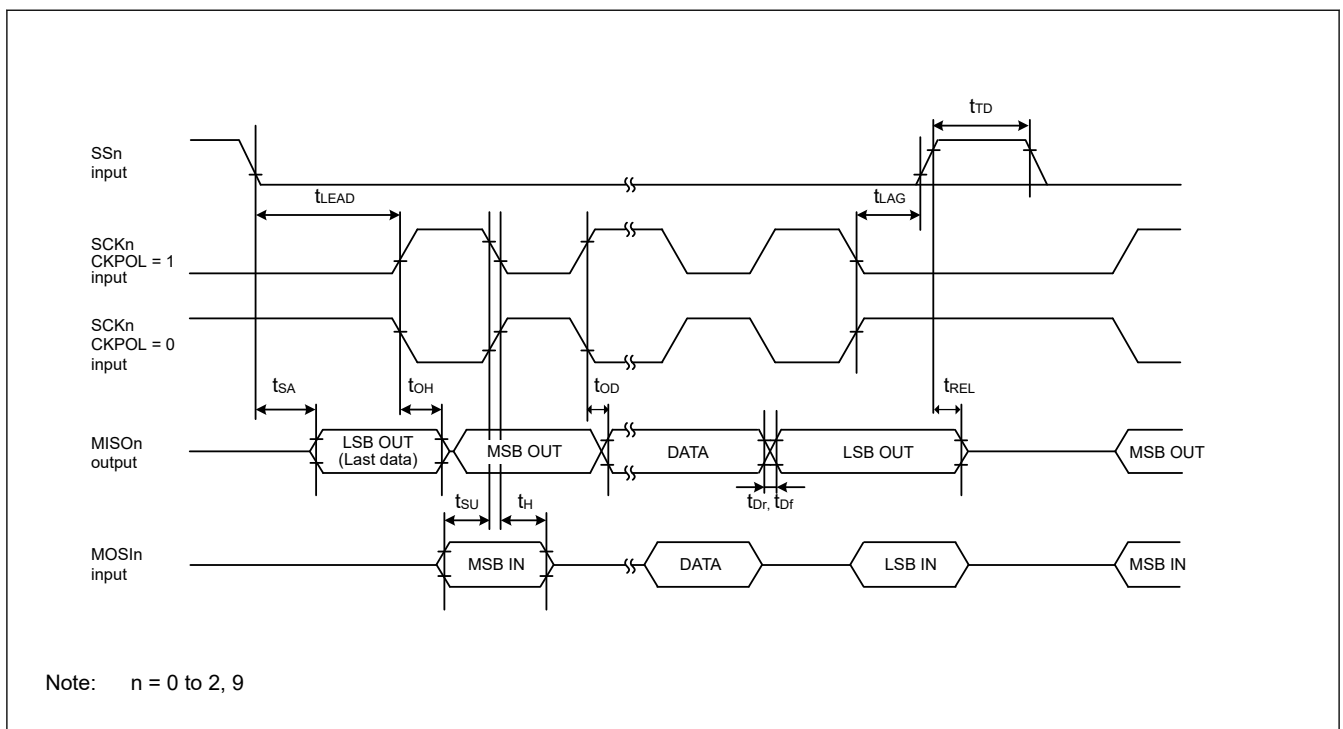 tTD
SSn
input
tLEAD
tLAG
SCKn
CKPOL = 1
input
SCKn
CKPOL = 0
input
tSA
tOH
tOD
tREL
MISOn
output
LSB OUT
(Last data)
MSB OUT
DATA
LSB OUT
MSB OUT
tSU
tH
tDr, tDf
MOSIn
input
MSB IN
DATA
LSB IN
MSB IN
Note: n = 0 to 2, 9